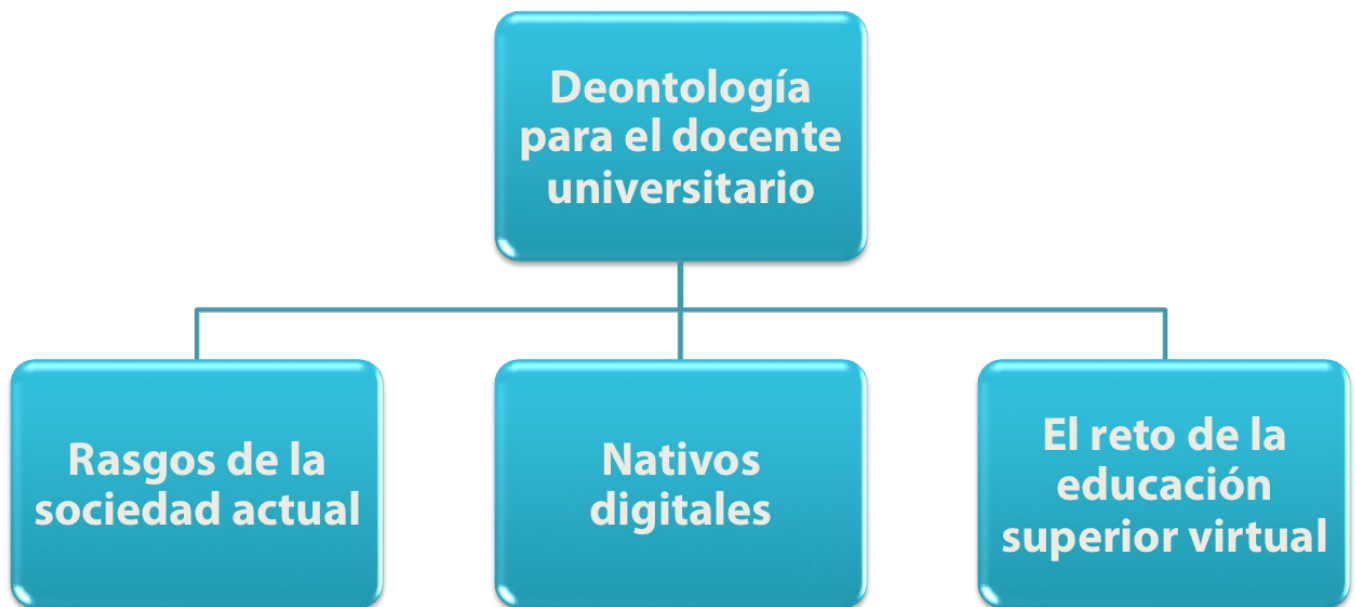 Deontología
para el docente
universitario
Rasgos de la
sociedad actual
Nativos
digitales
El reto de la
educación
superior virtual